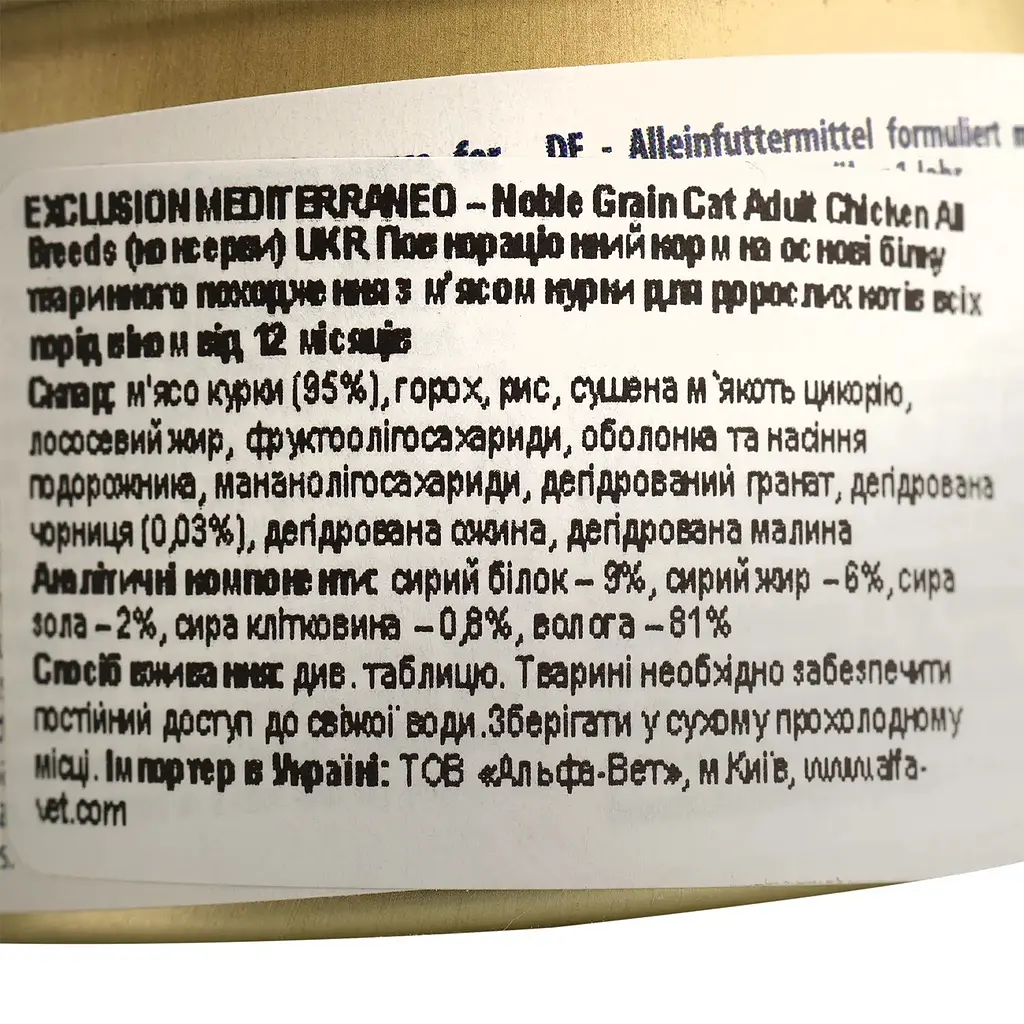 DE - Alleinfuttermittel formuliert
EXCLUSION MEDITERRANEO – Noble Grain Cat Adult Chicken All
Breeds (консерви) UKR Повнораціонний корм на основі білку
тваринного походження з м'ясом курки для дорослих котів всіх
порід віком від 12 місяців
Склад: м'ясо курки (95%), горох, рис, сушена м`якоть цикорію,
лососевий жир, фруктоолігосахариди, оболонка та насіння
подорожника, мананолігосахариди, дегідрований гранат, дегідрована
чорниця (0,03%), дегідрована ожина, дегідрована малина
Аналітичні компоненти: сирий білок – 9%, сирий жир – 6%, сира
зола – 2%, сира клітковина – 0,8%, волога – 81%
Спосіб вживання: див. таблицю. Тварині необхідно забезпечити
постійний доступ до свіжої води. Зберігати у сухому прохолодному
місці. Імпортер в Україні: ТОВ «Альфа-Вет», м Київ, www.alfa-
vet.com